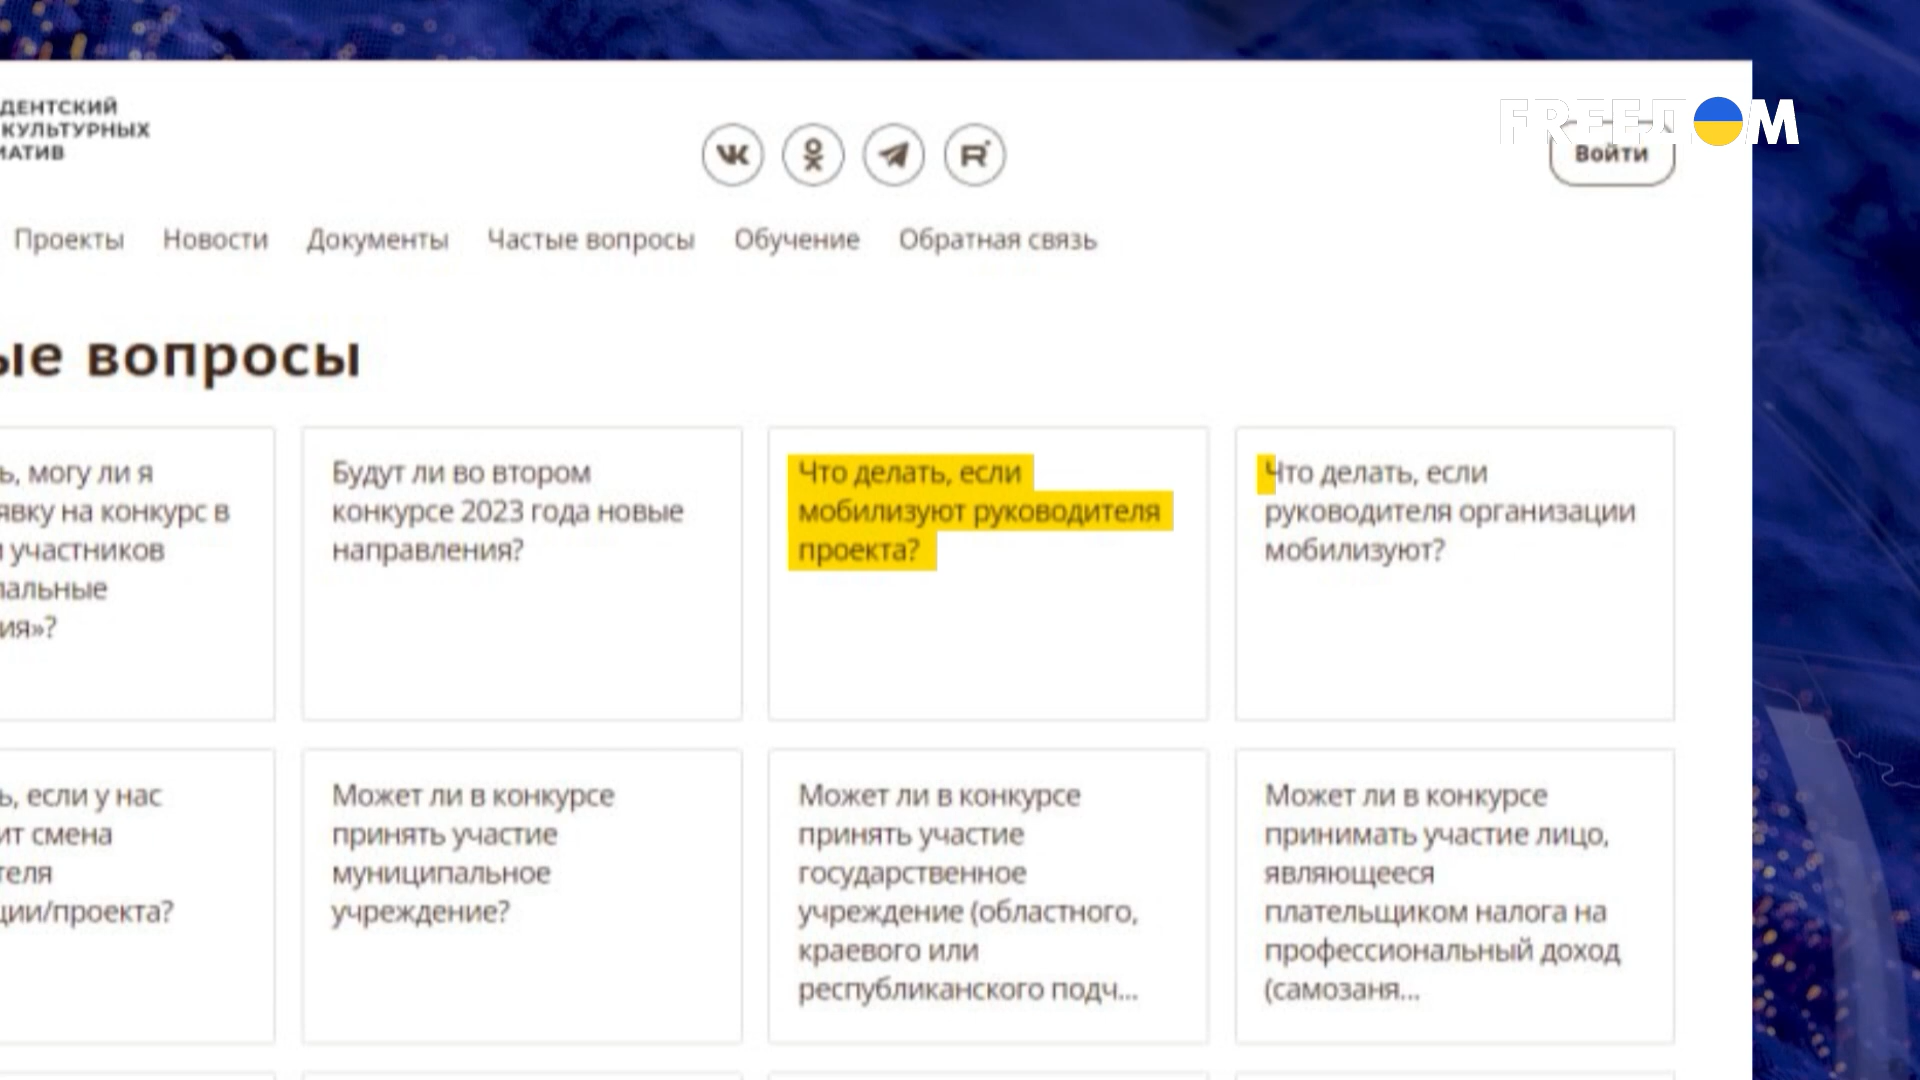 ДЕНТСКИЙ
КУЛЬТУРНЫХ
ИАТИВ
FREEДOM
Войти
Проекты Новости Документы Частые вопросы Обучение Обратная связь
ые вопросы
ь, могу ли я
явку на конкурс в
и участников
пальные
ия»?
Будут ли во втором
конкурсе 2023 года новые
направления?
Что делать, если
мобилизуют руководителя
проекта?
Что делать, если
руководителя организации
мобилизуют?
ь, если у нас
ит смена
теля
ции/проекта?
Может ли в конкурсе
принять участие
муниципальное
учреждение?
Может ли в конкурсе
принять участие
государственное
учреждение (областного,
краевого или
республиканского подч...
Может ли в конкурсе
принимать участие лицо,
являющееся
плательщиком налога на
профессиональный доход
(самозаня...